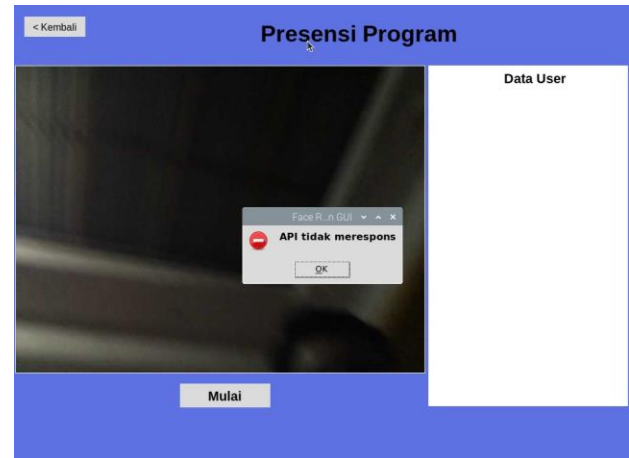 < Kembali
Presensi Program
Data User
Face R...n GUI
API tidak merespons
OK
Mulai